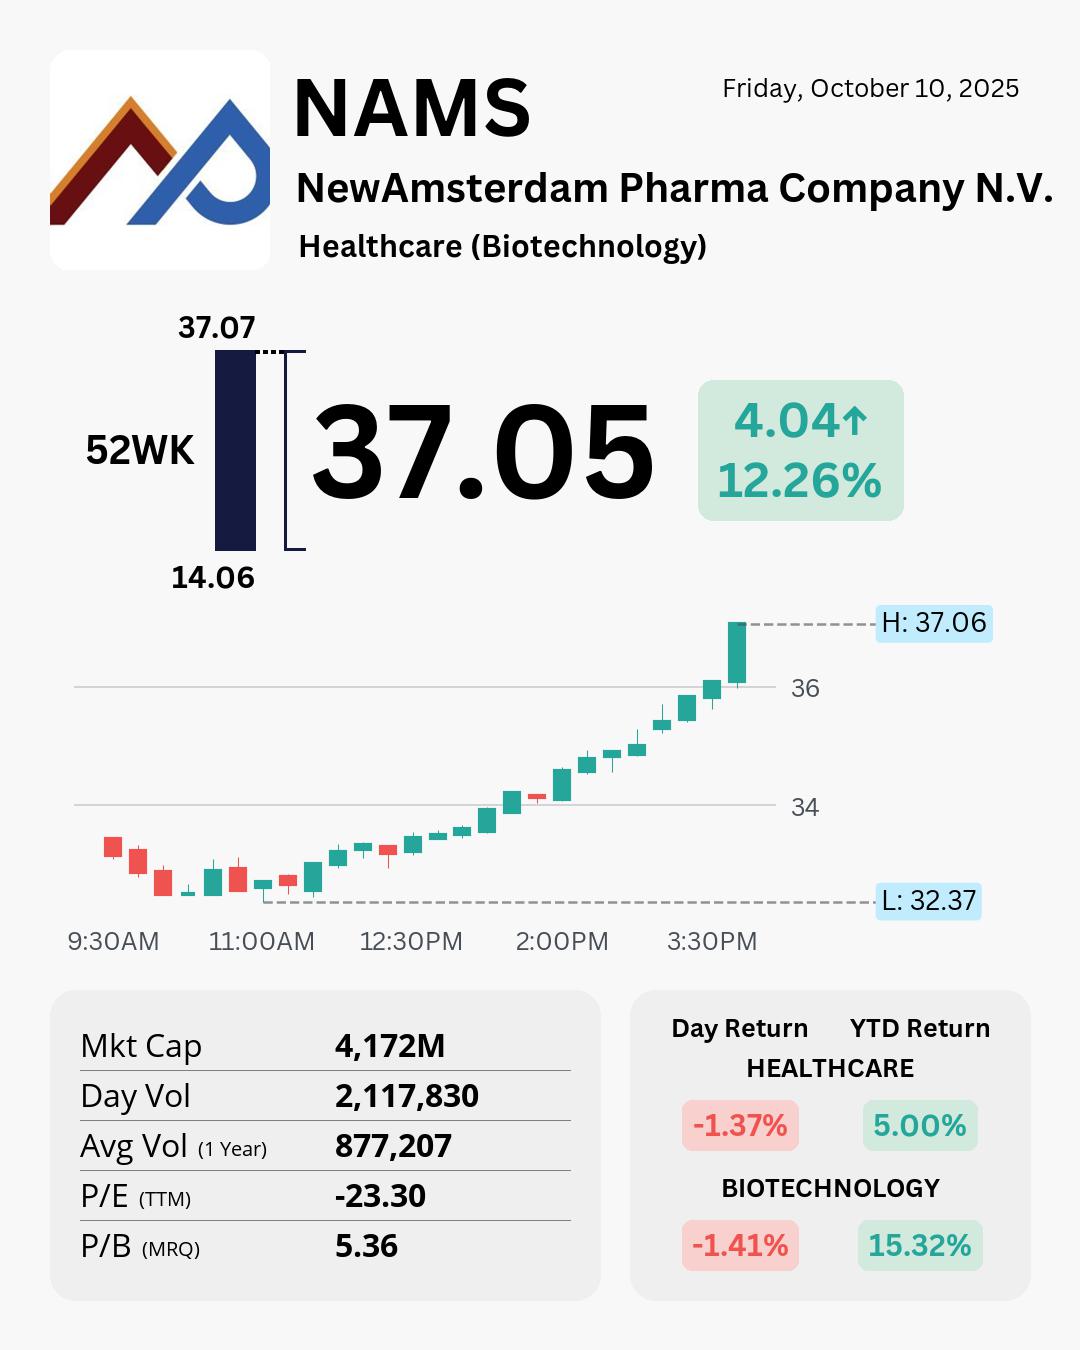 NAMS
Friday, October 10, 2025
NewAmsterdam Pharma Company N.V.
Healthcare (Biotechnology)
37.07
52WK
14.06
37.05
4.04↑
12.26%
H: 37.06
36
34
L: 32.37
9:30AM 11:00AM 12:30PM 2:00PM 3:30PM
Mkt Cap 4,172M
Day Vol 2,117,830
Avg Vol (1 Year) 877,207
P/E (TTM) -23.30
P/B (MRQ) 5.36
Day Return YTD Return
HEALTHCARE
-1.37% 5.00%
BIOTECHNOLOGY
-1.41% 15.32%